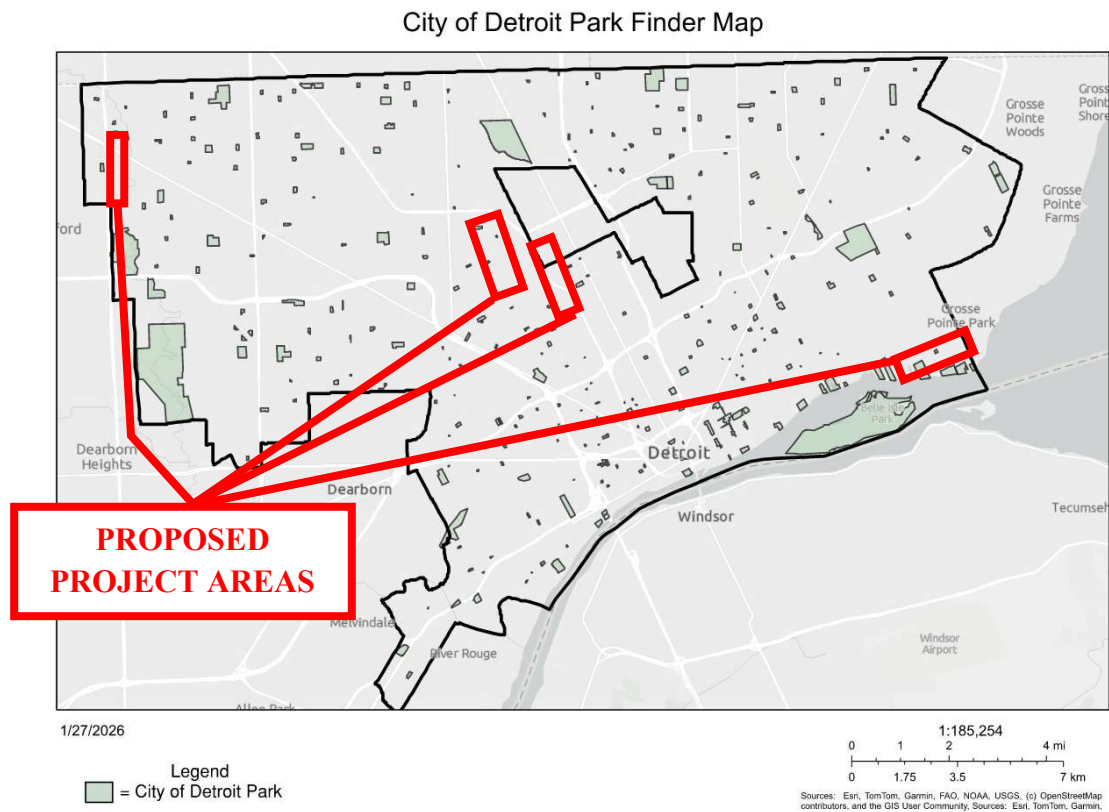 City of Detroit Park Finder Map
Grosse
Pointe
Woods
Gross
Point
Shore
Grosse
Pointe
Farms
ford
Grosse
Pointe Park
Belle Isle
Park
Dearborn
Heights
Detroit
Dearborn
Windsor
Tecumseh
PROPOSED
PROJECT AREAS
Melvindale
River Rouge
Windsor
Airport
Allen Park
1/27/2026
1:185,254
0 1 2 4 mi
0 1.75 3.5 7 km
Legend
= City of Detroit Park
Sources: Esri, TomTom, Garmin, FAO, NOAA, USGS, (c) OpenStreetMap
contributors, and the GIS User Community, Sources: Esri, TomTom, Garmin,